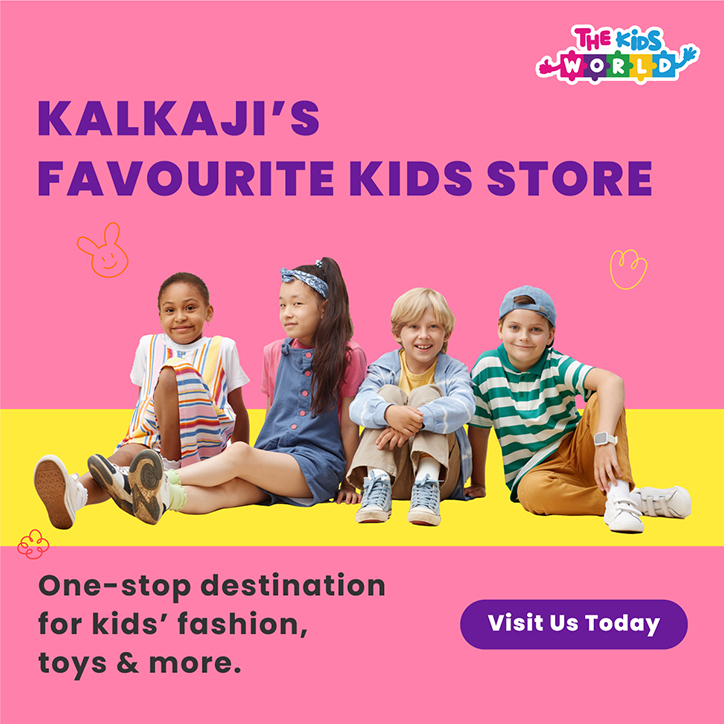 THE KiDS
WORLD
KALKAJI’S
FAVOURITE KIDS STORE
One-stop destination
for kids’ fashion,
toys & more.
Visit Us Today